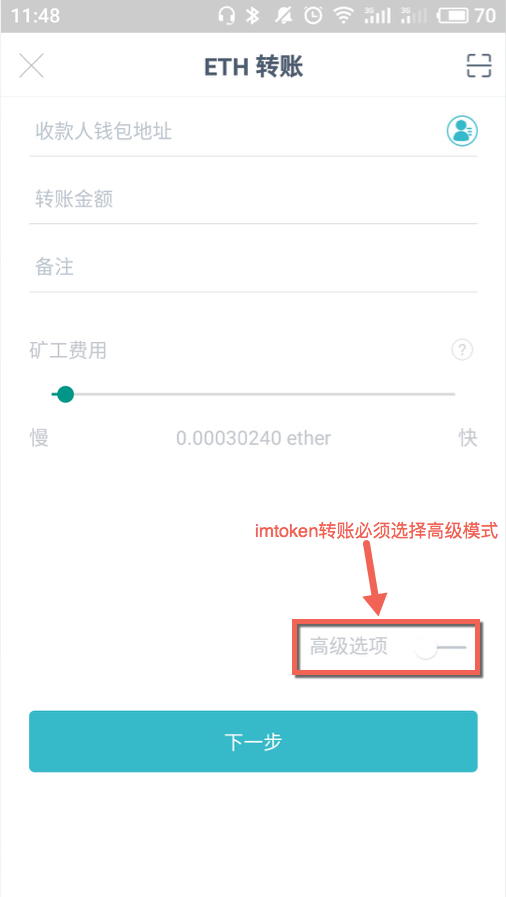 11:48
3G
3G
70
ETH 转账
收款人钱包地址
转账金额
备注
矿工费用
?
慢
0.00030240 ether
快
imtoken转账必须选择高级模式
高级选项
下一步